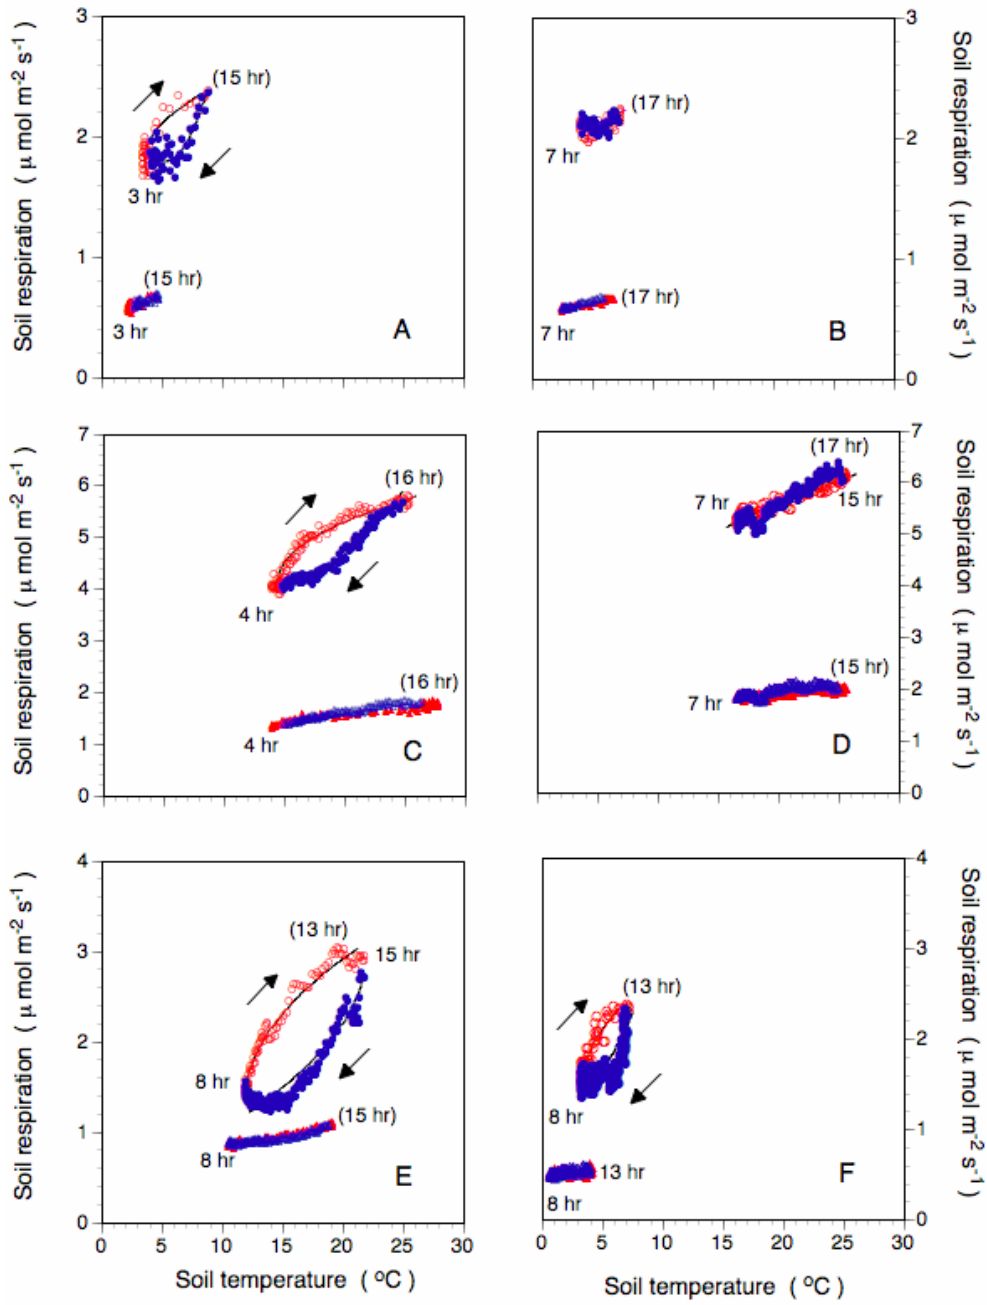 3
2
1
0
Soil respiration ( μ mol m-2 s-1)
(15 hr)
3 hr
(15 hr)
3 hr
A
(17 hr)
7 hr
(17 hr)
7 hr
B
3
2
1
0
Soil respiration ( μ mol m-2 s-1)
7
6
5
4
3
2
1
0
Soil respiration ( μ mol m-2 s-1)
(16 hr)
4 hr
(16 hr)
4 hr
C
(17 hr)
7 hr
15 hr
(15 hr)
7 hr
D
7
6
5
4
3
2
1
0
Soil respiration ( μ mol m-2 s-1)
4
3
2
1
0
Soil respiration ( μ mol m-2 s-1)
(13 hr)
15 hr
8 hr
(15 hr)
8 hr
E
0 5 10 15 20 25 30
Soil temperature ( oC )
(13 hr)
8 hr
13 hr
8 hr
F
4
3
2
1
0
Soil respiration ( μ mol m-2 s-1)
0 5 10 15 20 25 30
Soil temperature ( oC )